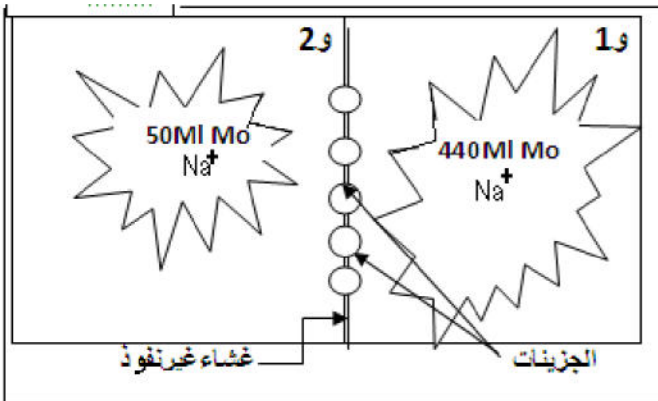 و1
و2
440Ml Mo
Na+
50Ml Mo
Na+
الجزيئات
غشاء غيرنفوذ